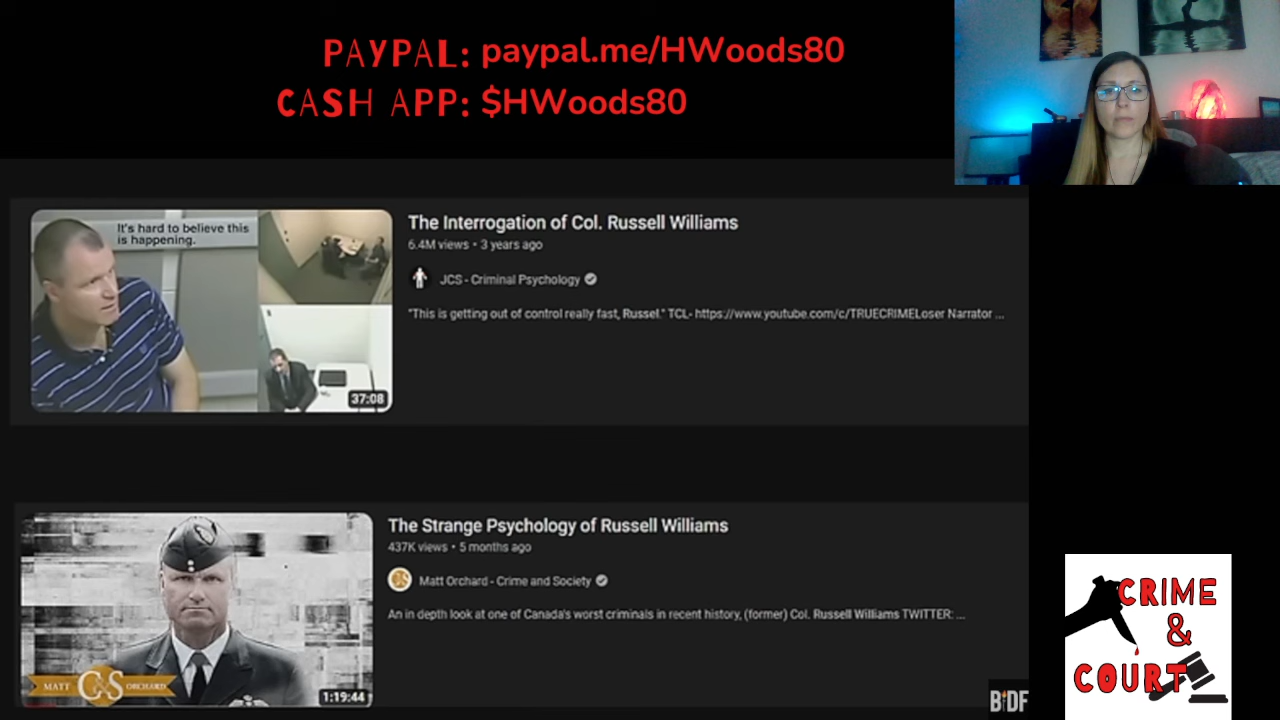 PAYPAL: paypal.me/HWoods80
CASH APP: $HWoods80
It's hard to believe this
is happening.
37:08
The Interrogation of Col. Russell Williams
6.4M views • 3 years ago
JCS - Criminal Psychology
"This is getting out of control really fast, Russel." TCL- https://www.youtube.com/c/TRUECRIMELoser Narrator ...
MATT C&S ORCHARD
1:19:44
The Strange Psychology of Russell Williams
437K views • 5 months ago
Matt Orchard - Crime and Society
An in depth look at one of Canada's worst criminals in recent history, (former) Col. Russell Williams TWITTER: ...
BIDF
CRIME
&
COURT